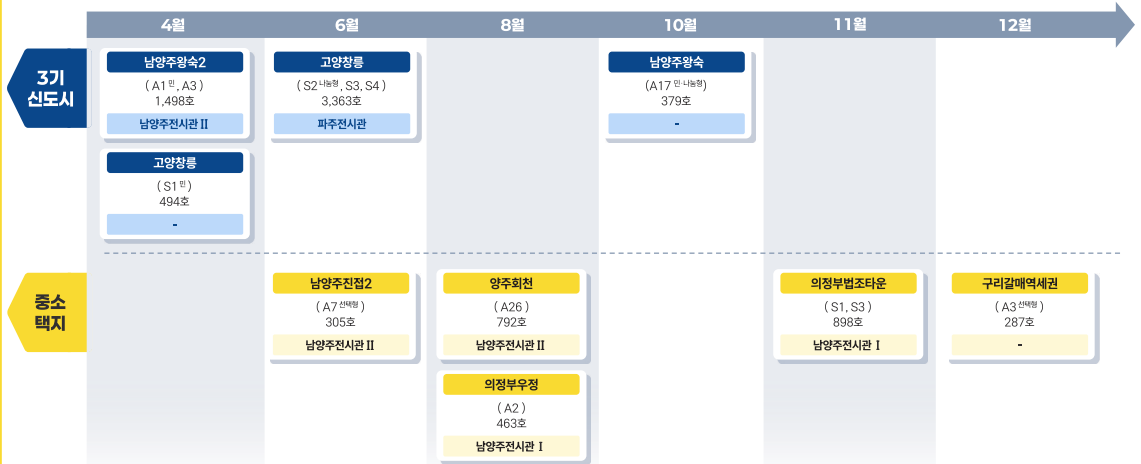 4월 6월 8월 10월 11월 12월
3기
신도시
남양주왕숙2
( A1 민, A3 )
1,498호
남양주전시관 II
고양창릉
( S1 민 )
494호
-
고양창릉
( S2 나눔형, S3, S4 )
3,363호
파주전시관
남양주왕숙
(A17 민·나눔형)
379호
-
중소
택지
남양주진접2
( A7 선택형 )
305호
남양주전시관 II
양주회천
( A26 )
792호
남양주전시관 II
의정부우정
( A2 )
463호
남양주전시관 I
의정부법조타운
( S1, S3 )
898호
남양주전시관 I
구리갈매역세권
( A3 선택형 )
287호
-